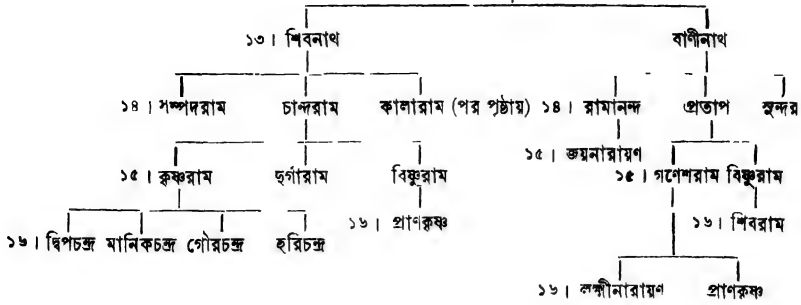 ১৩। শিবনাথ বাণীনাথ
১৪। সম্পদরাম চান্দরাম কালারাম (পর পৃষ্ঠায়) ১৪। রামানন্দ প্রতাপ সুন্দর
১৫। জয়নারায়ণ
১৫। কৃষ্ণরাম দুর্গারাম বিষ্ণুরাম ১৫। গণেশরাম বিষ্ণুরাম
১৬। প্রাণকৃষ্ণ ১৬। শিবরাম
১৬। দ্বিপচন্দ্র মানিকচন্দ্র গৌরচন্দ্র হরিচন্দ্র
১৬। লক্ষ্মীনারায়ণ প্রাণকৃষ্ণ